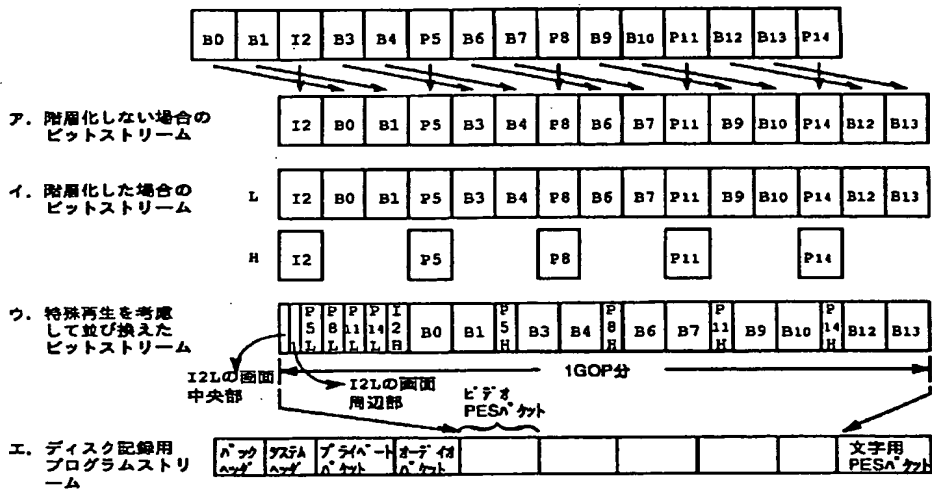 B0 B1 I2 B3 B4 P5 B6 B7 P8 B9 B10 P11 B12 B13 P14
ア. 階層化しない場合の
ビットストリーム
I2 B0 B1 P5 B3 B4 P8 B6 B7 P11 B9 B10 P14 B12 B13
イ. 階層化した場合の
ビットストリーム
L
I2 B0 B1 P5 B3 B4 P8 B6 B7 P11 B9 B10 P14 B12 B13
H
I2 P5 P8 P11 P14
ウ. 特殊再生を考慮
して並び換えた
ビットストリーム
P5L P8L P11L P14L I2H B0 B1 P5H B3 B4 P8H B6 B7 P11H B9 B10 P14H B12 B13
I2Lの画面
中央部
I2Lの画面
周辺部
1GOP分
ビデオ
PESパケット
エ. ディスク記録用
プログラムストリ
ーム
パック
ヘッダ
システム
ヘッダ
プライベート
パケット
オーディオ
パケット
文字用
PESパケット